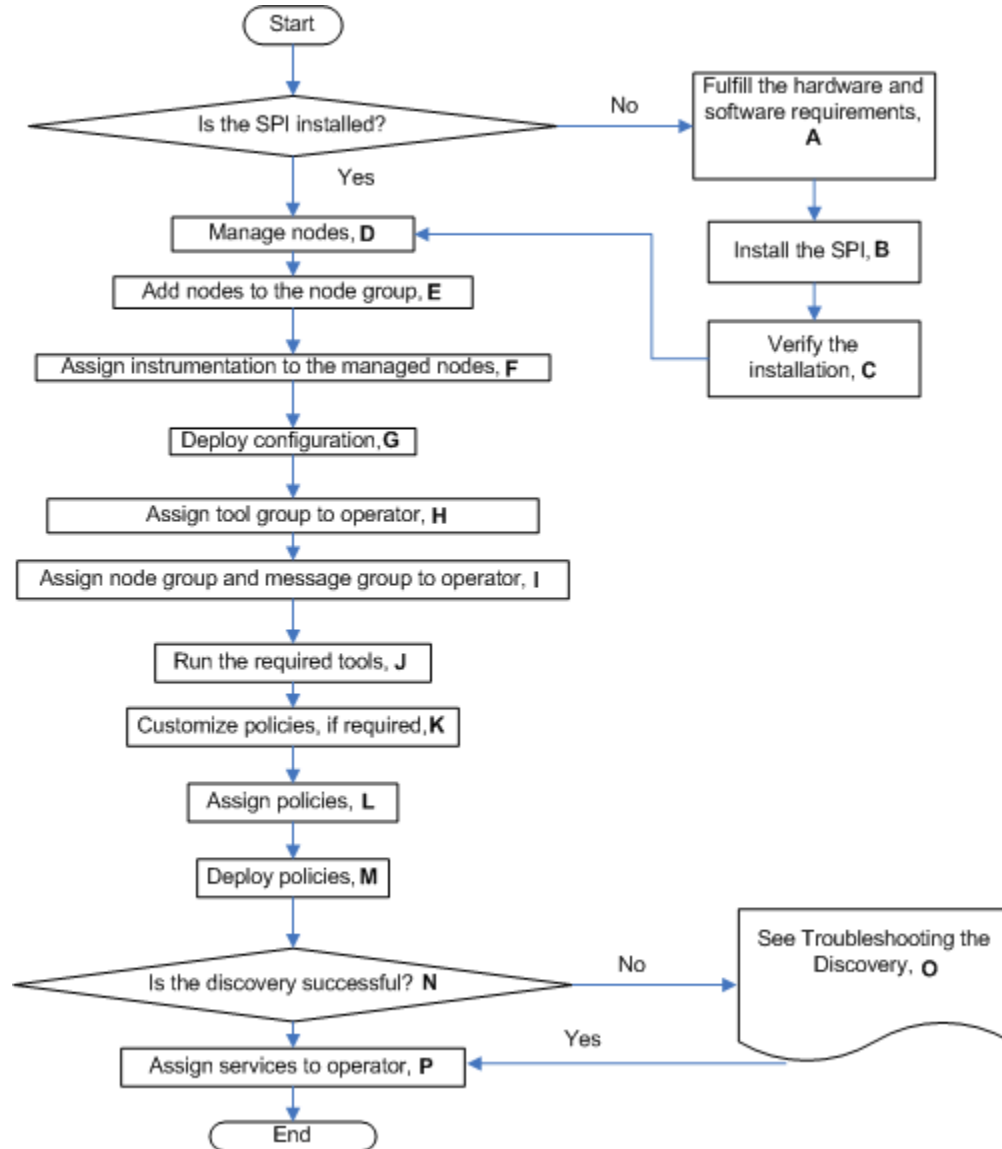 Start
Is the SPI installed?
No
Fulfill the hardware and
software requirements,
A
Yes
Install the SPI, B
Verify the
installation, C
Manage nodes, D
Add nodes to the node group, E
Assign instrumentation to the managed nodes, F
Deploy configuration, G
Assign tool group to operator, H
Assign node group and message group to operator, I
Run the required tools, J
Customize policies, if required, K
Assign policies, L
Deploy policies, M
Is the discovery successful? N
No
See Troubleshooting the
Discovery, O
Yes
Assign services to operator, P
End